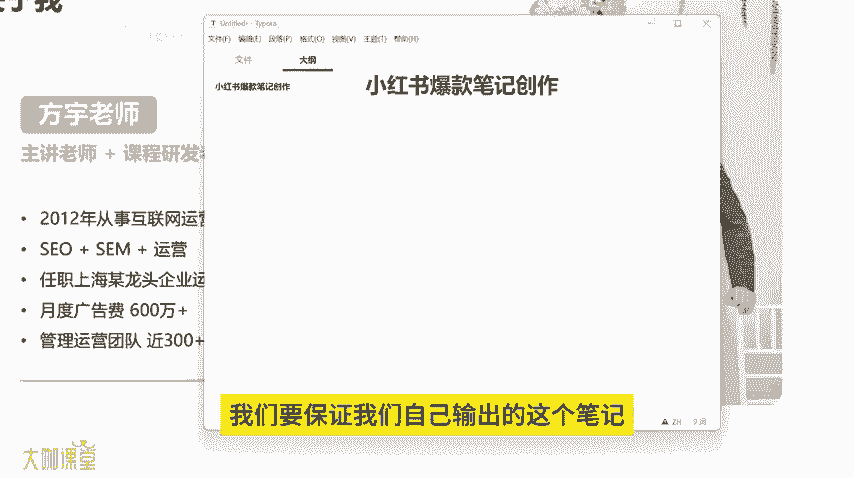 Untitled• - Typora
文件(F) 编辑(E) 段落(P) 格式(O) 视图(V) 主题(T) 帮助(H)
文件 大纲
小红书爆款笔记创作
小红书爆款笔记创作
方宇老师
主讲老师 + 课程研发
• 2012年从事互联网运营
• SEO + SEM + 运营
• 任职上海某龙头企业运
• 月度广告费 600万+
• 管理运营团队 近300+
我们要保证我们自己输出的这个笔记
ZH 9 词
大咖课堂